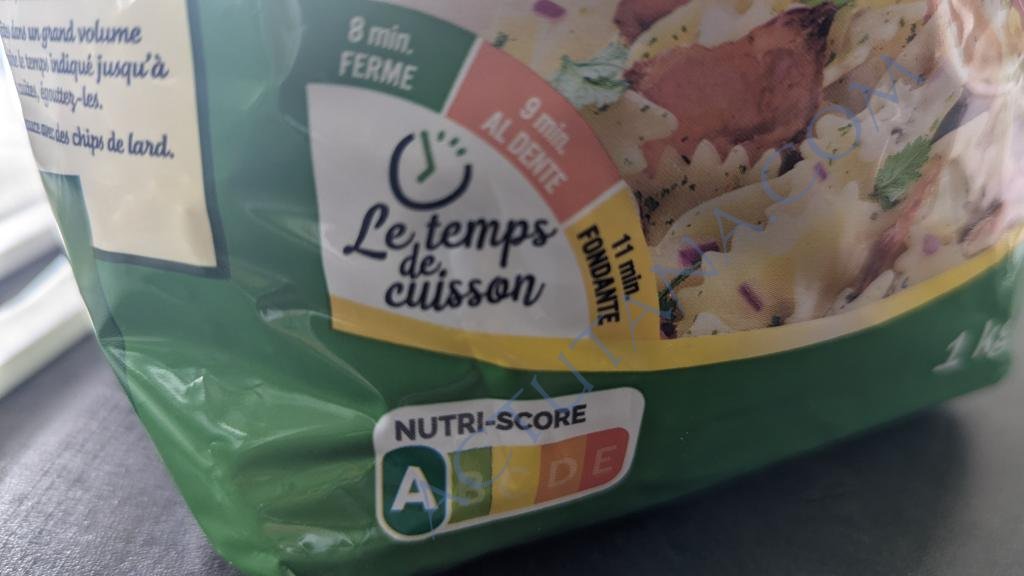 dans un grand volume
le temps indiqué jusqu'à
égouttez-les.
avec des chips de lard.
8 min.
FERME
9 min.
AL DENTE
11 min.
FONDANTE
Le temps
de
cuisson
1 kg
NUTRI-SCORE
A B C D E